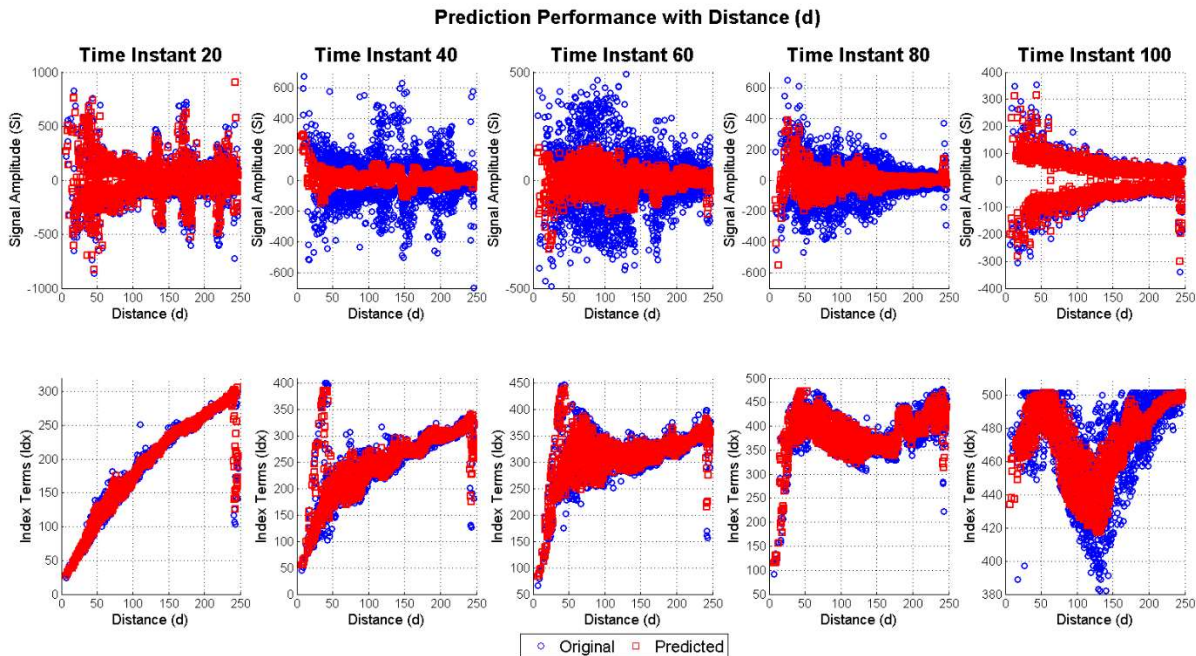 Prediction Performance with Distance (d)
Time Instant 20
Time Instant 40
Time Instant 60
Time Instant 80
Time Instant 100
Signal Amplitude (Si)
1000
500
0
-500
-1000
0 50 100 150 200 250
Distance (d)
Signal Amplitude (Si)
600
400
200
0
-200
-400
-600
0 50 100 150 200 250
Distance (d)
Signal Amplitude (Si)
500
0
-500
0 50 100 150 200 250
Distance (d)
Signal Amplitude (Si)
600
400
200
0
-200
-400
-600
0 50 100 150 200 250
Distance (d)
Signal Amplitude (Si)
400
300
200
100
0
-100
-200
-300
-400
0 50 100 150 200 250
Distance (d)
Index Terms (Idx)
300
250
200
150
100
50
0
0 50 100 150 200 250
Distance (d)
Index Terms (Idx)
400
350
300
250
200
150
100
50
0
0 50 100 150 200 250
Distance (d)
Index Terms (Idx)
450
400
350
300
250
200
150
100
50
0 50 100 150 200 250
Distance (d)
Index Terms (Idx)
500
450
400
350
300
250
200
150
100
50
0 50 100 150 200 250
Distance (d)
Index Terms (Idx)
500
480
460
440
420
400
380
0 50 100 150 200 250
Distance (d)
Original Predicted